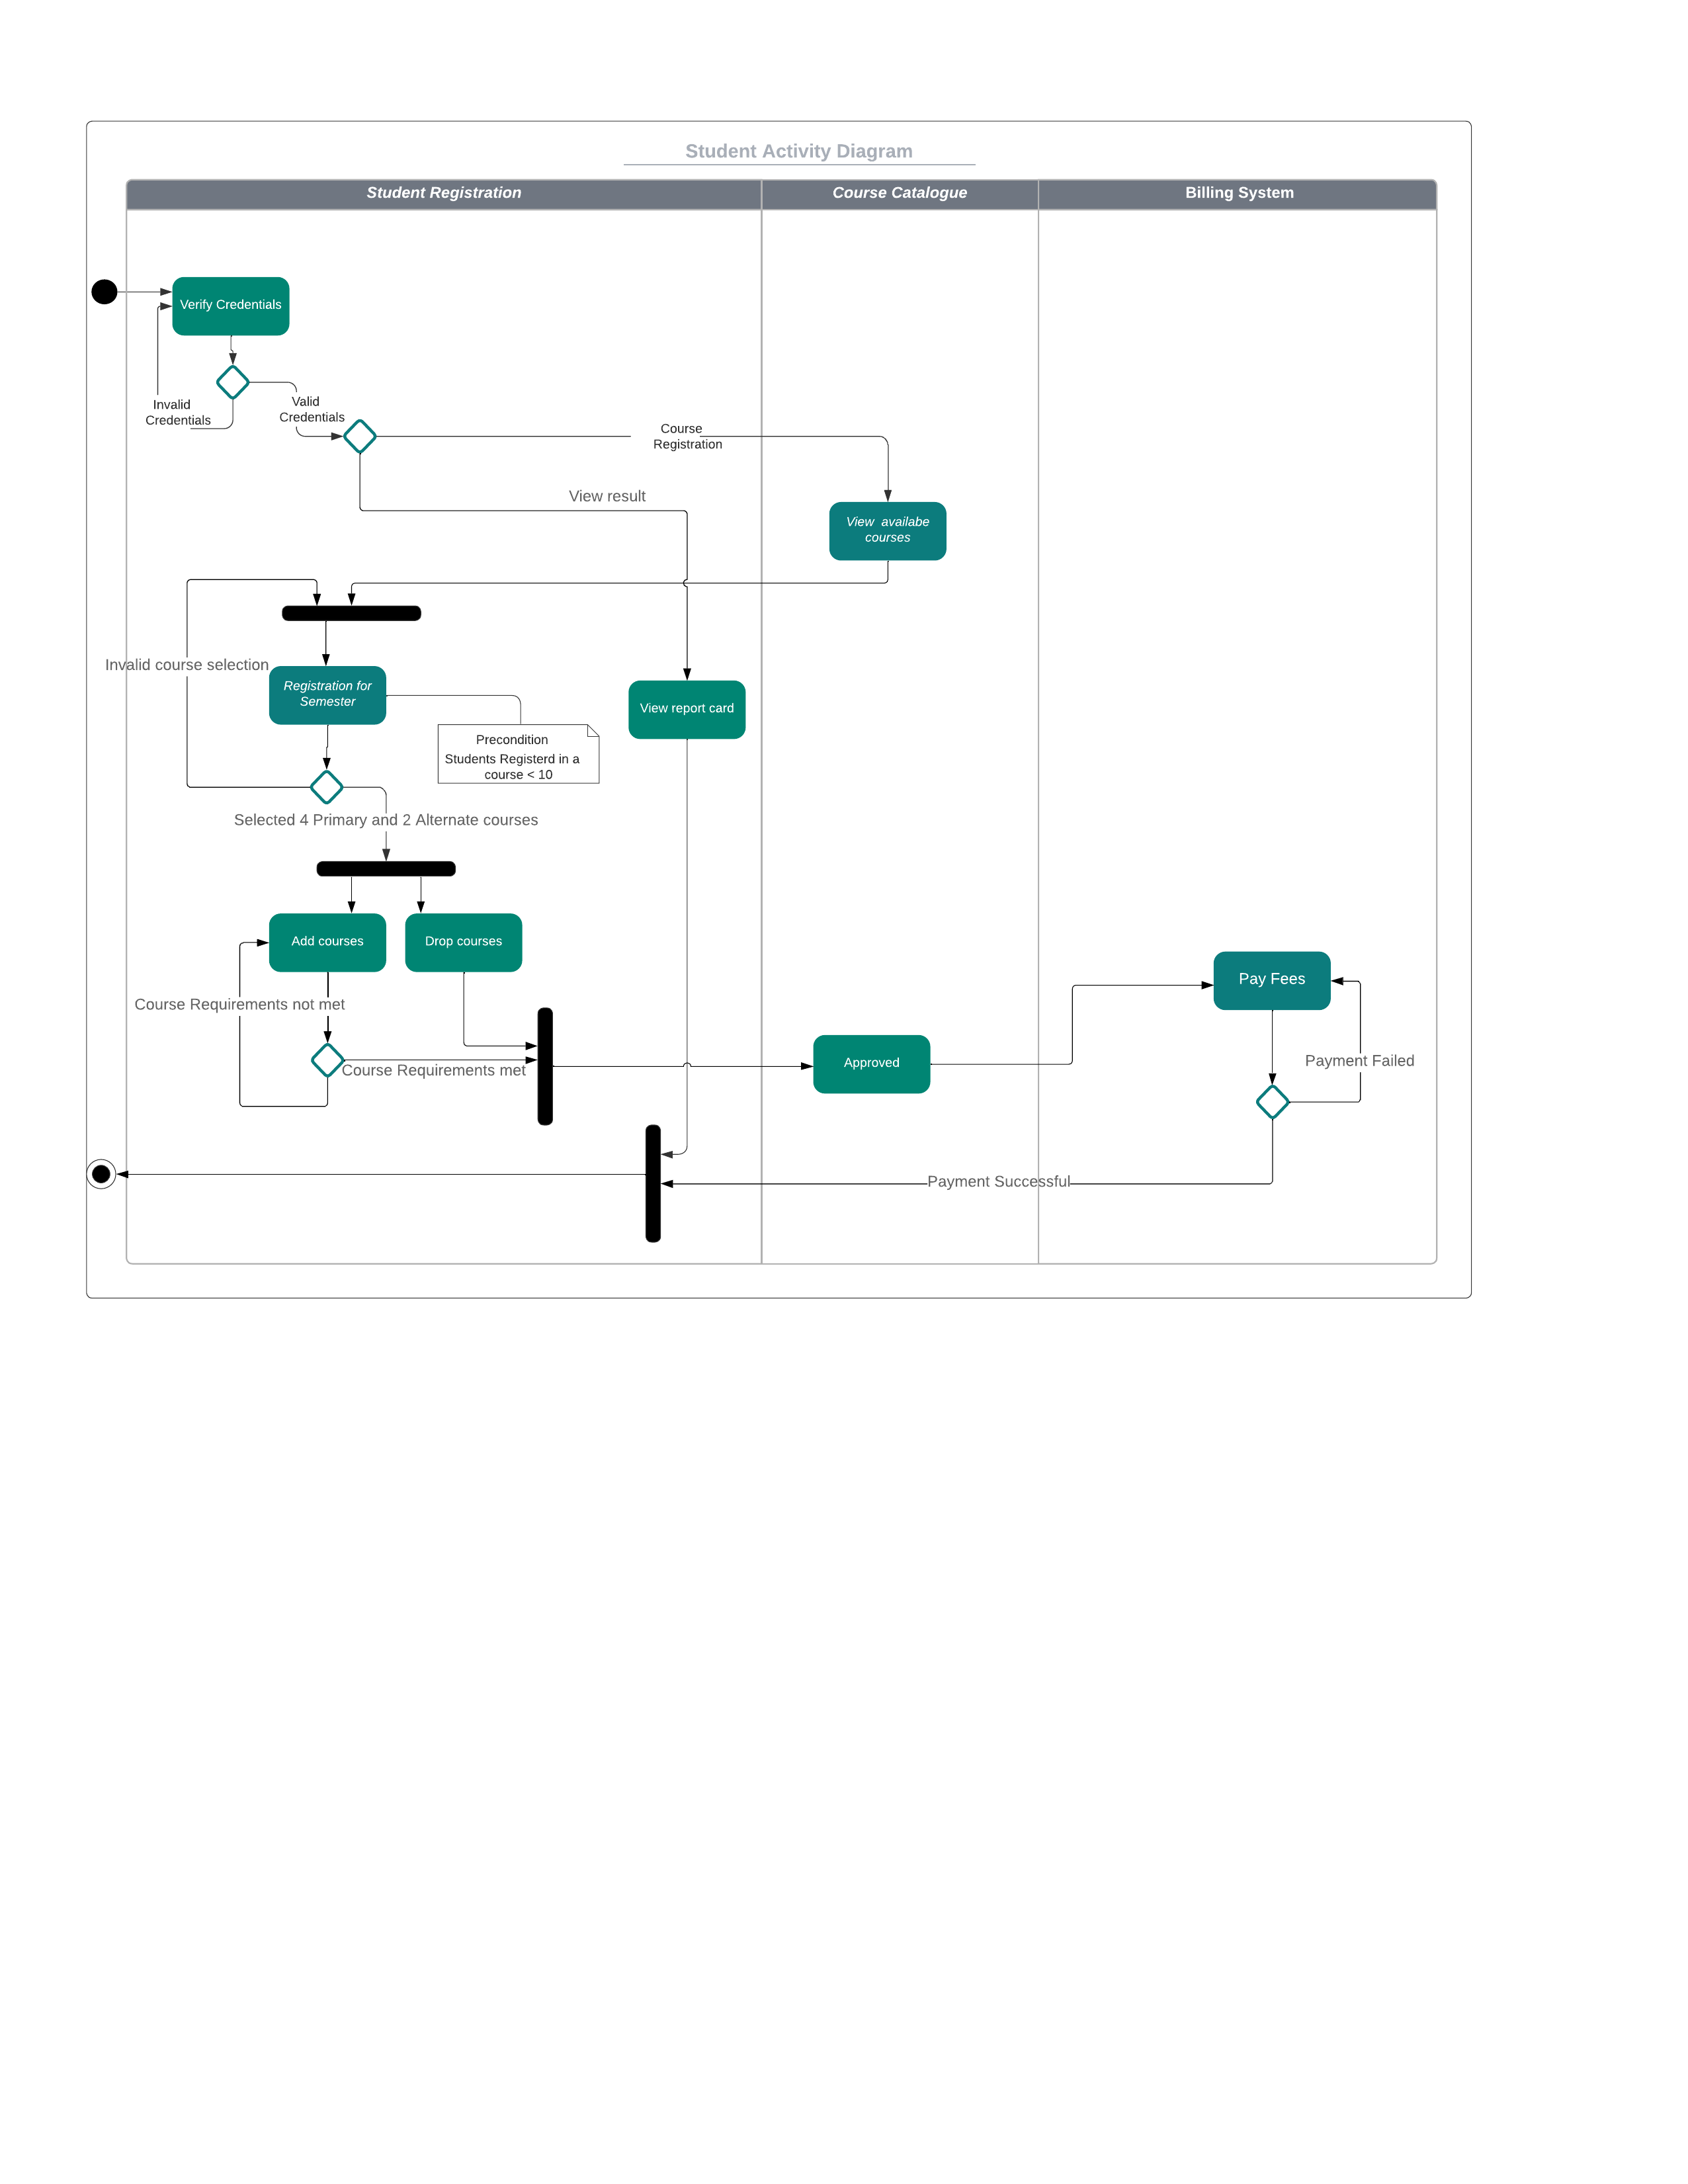 Student Activity Diagram
Student Registration
Course Catalogue
Billing System
Verify Credentials
Invalid
Credentials
Valid
Credentials
Course
Registration
View result
View  availabe
courses
Invalid course selection
Registration for
Semester
Precondition
Students Registerd in a
course < 10
View report card
Selected 4 Primary and 2 Alternate courses
Add courses
Drop courses
Course Requirements not met
Course Requirements met
Approved
Pay Fees
Payment Failed
Payment Successful